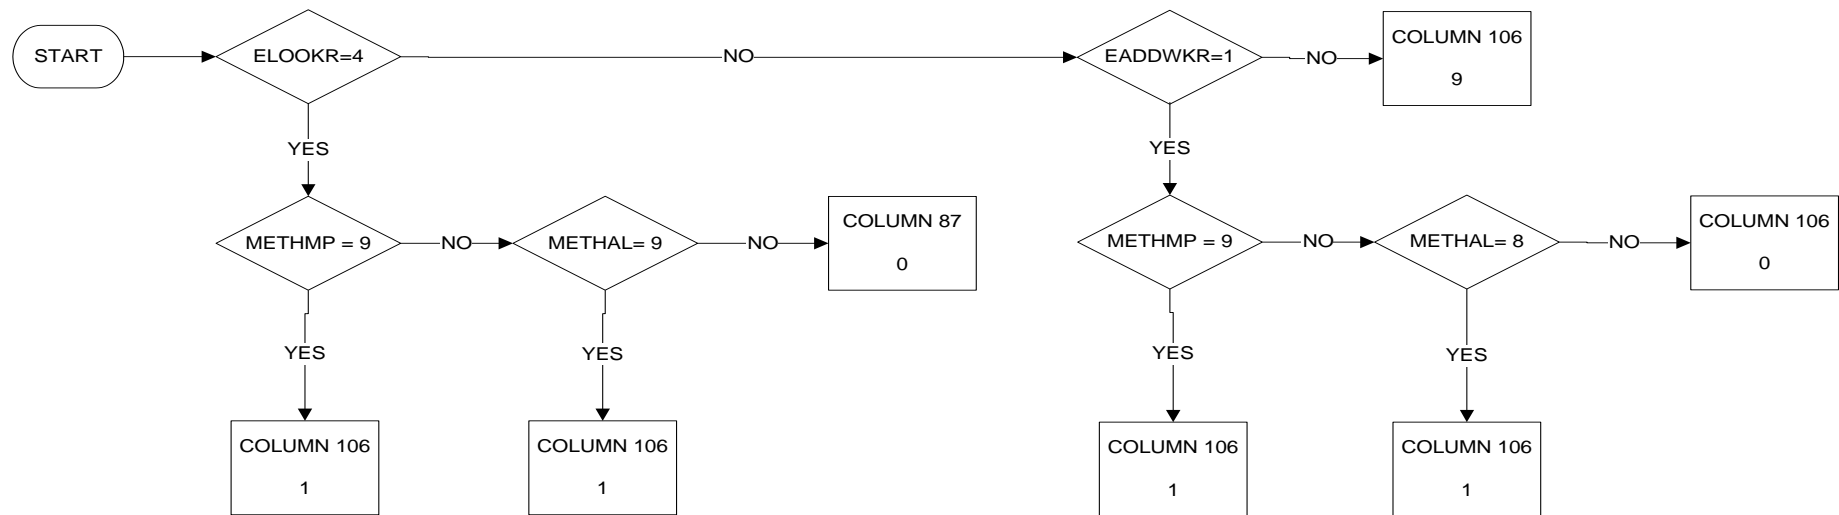 START
ELOOKR=4
NO
EADDWKR=1
NO
COLUMN 106
9
YES
YES
METHMP = 9
NO
METHAL= 9
NO
COLUMN 87
0
METHMP = 9
NO
METHAL= 8
NO
COLUMN 106
0
YES
YES
YES
YES
COLUMN 106
1
COLUMN 106
1
COLUMN 106
1
COLUMN 106
1